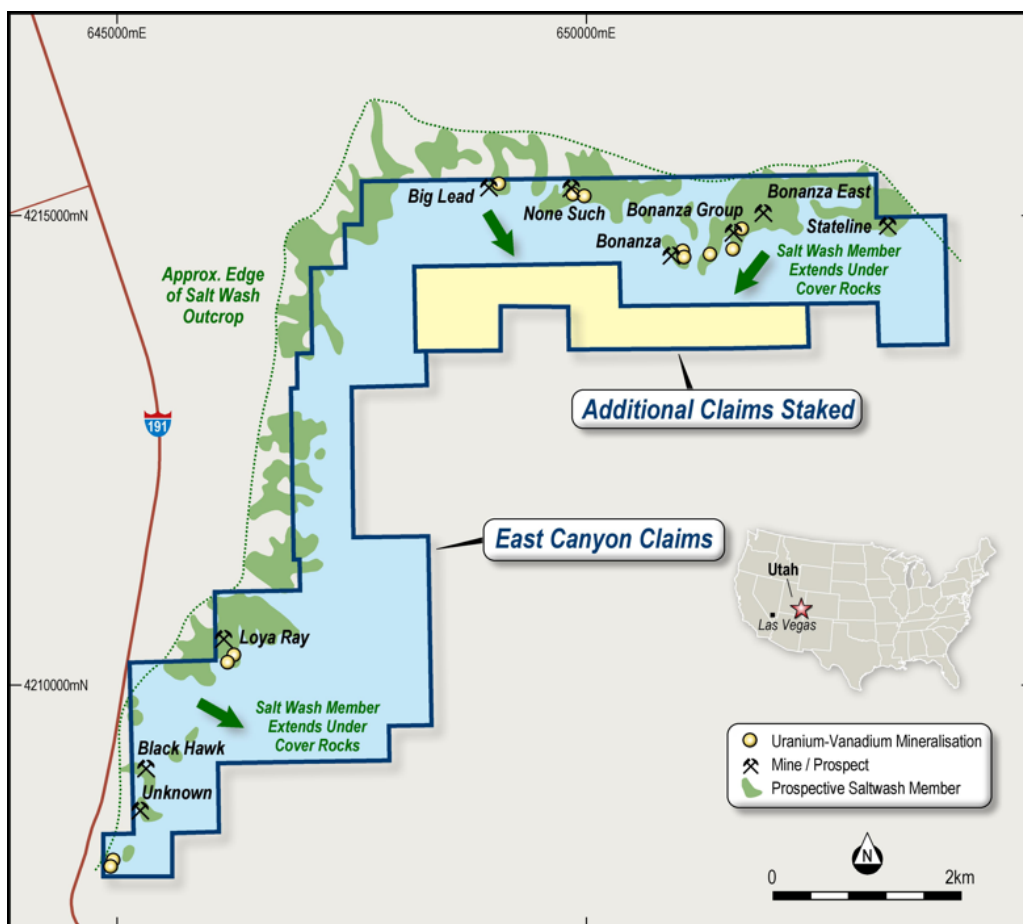 645000mE
650000mE
4215000mN
Big Lead
None Such
Bonanza Group
Bonanza East
Stateline
Bonanza
Salt Wash Member
Extends Under
Cover Rocks
Approx. Edge
of Salt Wash
Outcrop
Additional Claims Staked
191
East Canyon Claims
Utah
Las Vegas
Loya Ray
4210000mN
Salt Wash Member
Extends Under
Cover Rocks
Black Hawk
Unknown
Uranium-Vanadium Mineralisation
Mine / Prospect
Prospective Saltwash Member
N
0
2km